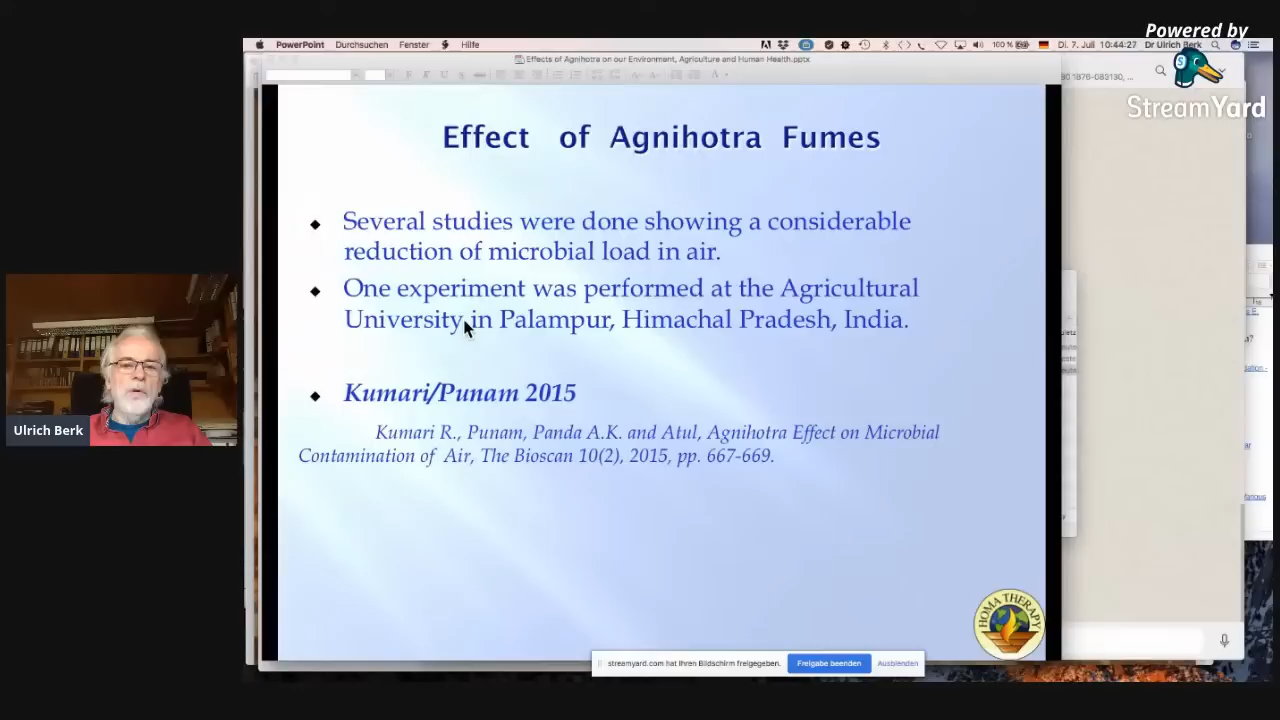 Powered by
StreamYard
PowerPoint Durchsuchen Fenster Hilfe
100 % Di. 7. Juli 10:44:27 Dr Ulrich Berk
Effects of Agnihotra on our Environment, Agriculture and Human Health.pptx
Effect of Agnihotra Fumes
Several studies were done showing a considerable
reduction of microbial load in air.
One experiment was performed at the Agricultural
University in Palampur, Himachal Pradesh, India.
Kumari/Punam 2015
Kumari R., Punam, Panda A.K. and Atul, Agnihotra Effect on Microbial
Contamination of Air, The Bioscan 10(2), 2015, pp. 667-669.
Ulrich Berk
HOMA THERAPY
streamyard.com hat Ihren Bildschirm freigegeben. Freigabe beenden Ausblenden